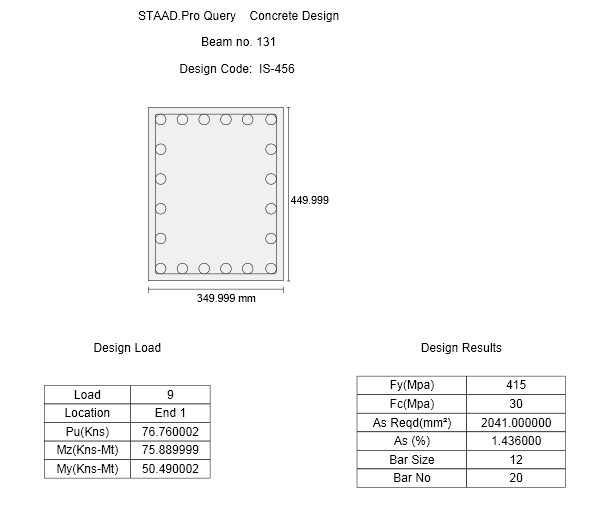 STAAD.Pro Query Concrete Design
Beam no. 131
Design Code: IS-456
449.999
349.999 mm
Design Load
Load 9
Location End 1
Pu(Kns) 76.760002
Mz(Kns-Mt) 75.889999
My(Kns-Mt) 50.490002
Design Results
Fy(Mpa) 415
Fc(Mpa) 30
As Reqd(mm²) 2041.000000
As (%) 1.436000
Bar Size 12
Bar No 20